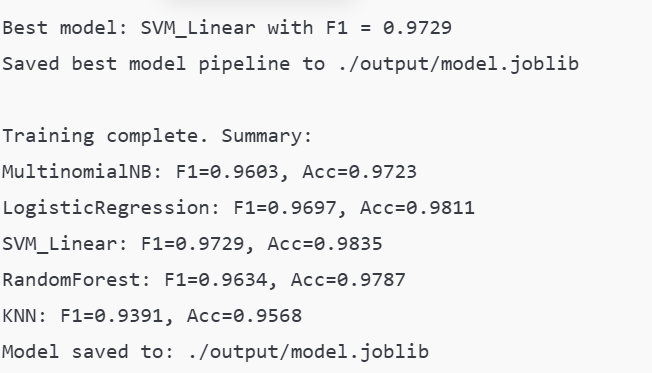 Best model: SVM_Linear with F1 = 0.9729
Saved best model pipeline to ./output/model.joblib
Training complete. Summary:
MultinomialNB: F1=0.9603, Acc=0.9723
LogisticRegression: F1=0.9697, Acc=0.9811
SVM_Linear: F1=0.9729, Acc=0.9835
RandomForest: F1=0.9634, Acc=0.9787
KNN: F1=0.9391, Acc=0.9568
Model saved to: ./output/model.joblib